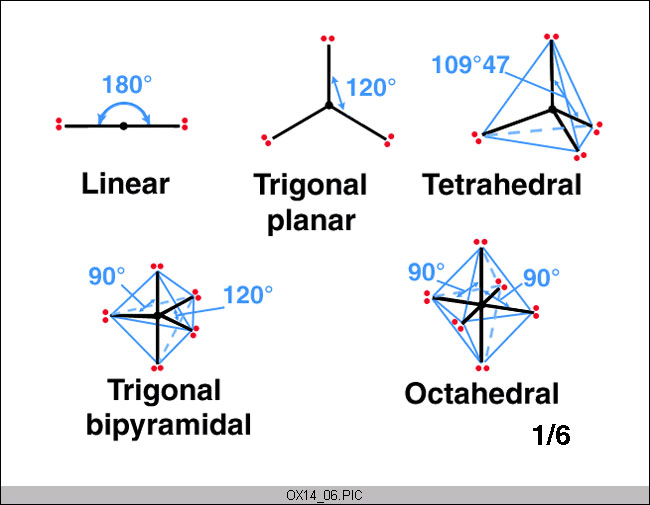 180°
120°
109°47
Linear
Trigonal
planar
Tetrahedral
90°
120°
90°
90°
Trigonal
bipyramidal
Octahedral
1/6
OX14_06.PIC